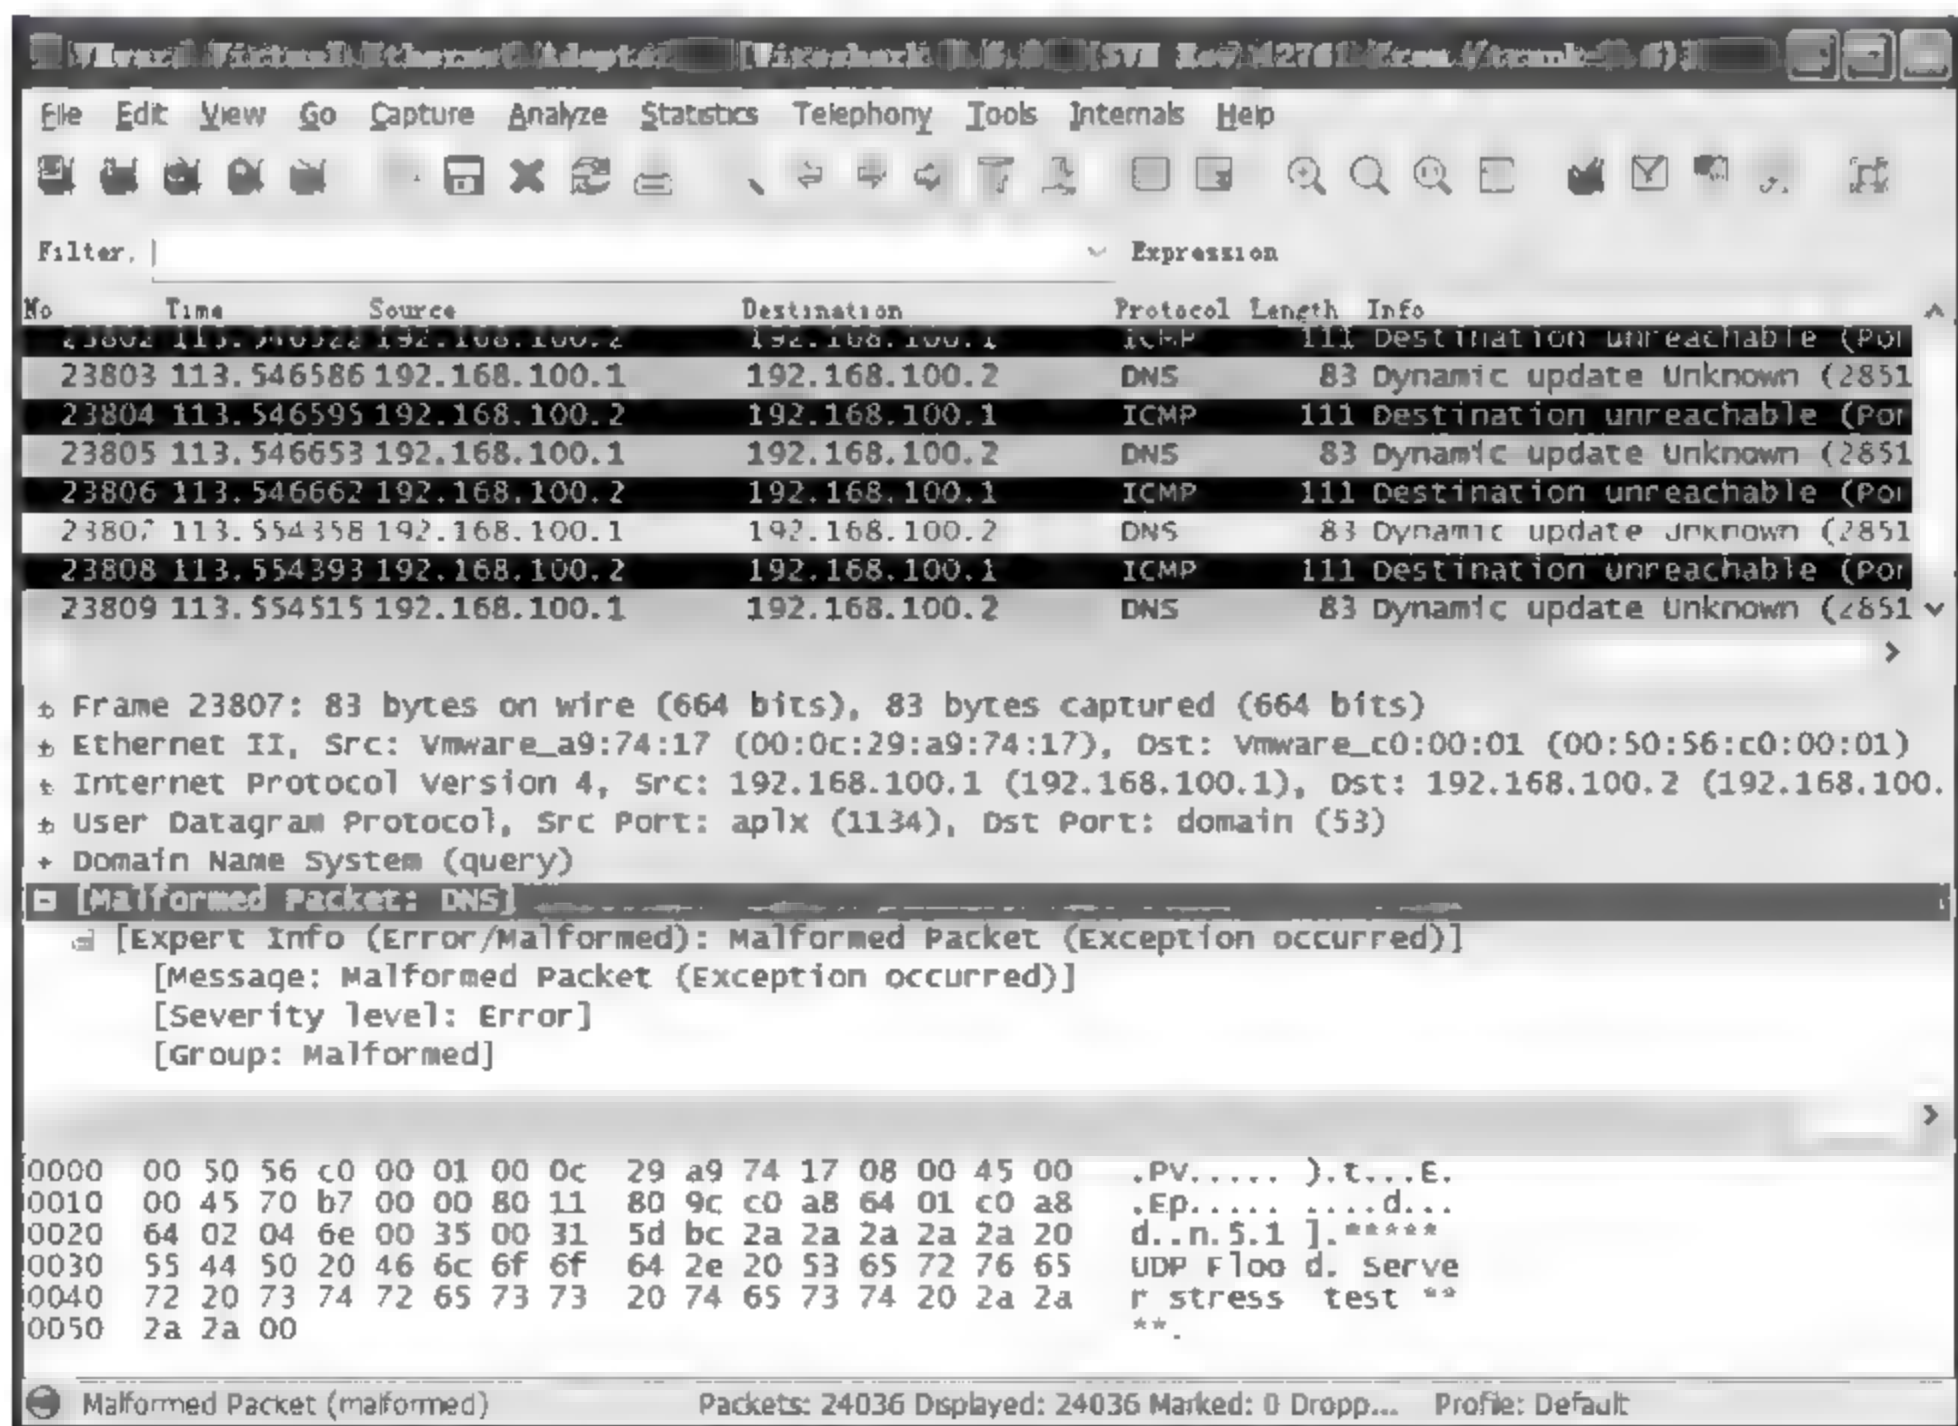 File Edit View Go Capture Analyze Statistics Telephony Tools Internals Help
Filter: Expression
No Time Source Destination Protocol Length Info
192.168.100.2 192.168.100.1 ICMP 111 Destination unreachable (Por
23803 113.546586 192.168.100.1 192.168.100.2 DNS 83 Dynamic update Unknown (2851
23804 113.546595 192.168.100.2 192.168.100.1 ICMP 111 Destination unreachable (Por
23805 113.546653 192.168.100.1 192.168.100.2 DNS 83 Dynamic update Unknown (2851
23806 113.546662 192.168.100.2 192.168.100.1 ICMP 111 Destination unreachable (Por
23807 113.554358 192.168.100.1 192.168.100.2 DNS 83 Dynamic update Unknown (2851
23808 113.554393 192.168.100.2 192.168.100.1 ICMP 111 Destination unreachable (Por
23809 113.554515 192.168.100.1 192.168.100.2 DNS 83 Dynamic update Unknown (2851
Frame 23807: 83 bytes on wire (664 bits), 83 bytes captured (664 bits)
Ethernet II, Src: Vmware_a9:74:17 (00:0c:29:a9:74:17), Dst: Vmware_c0:00:01 (00:50:56:c0:00:01)
Internet Protocol Version 4, Src: 192.168.100.1 (192.168.100.1), Dst: 192.168.100.2 (192.168.100.
User Datagram Protocol, Src Port: aplx (1134), Dst Port: domain (53)
Domain Name System (query)
[Malformed Packet: DNS]
[Expert Info (Error/Malformed): Malformed Packet (Exception occurred)]
[Message: Malformed Packet (Exception occurred)]
[Severity level: Error]
[Group: Malformed]
0000 00 50 56 c0 00 01 00 0c 29 a9 74 17 08 00 45 00 .PV..... ).t...E.
0010 00 45 70 b7 00 00 80 11 80 9c c0 a8 64 01 c0 a8 .Ep..... ....d...
0020 64 02 04 6e 00 35 00 31 5d bc 2a 2a 2a 2a 2a 20 d..n.5.1 ].*****
0030 55 44 50 20 46 6c 6f 6f 64 2e 20 53 65 72 76 65 UDP Floo d. Serve
0040 72 20 73 74 72 65 73 73 20 74 65 73 74 20 2a 2a r stress test **
0050 2a 2a 00 **.
Malformed Packet (malformed) Packets: 24036 Displayed: 24036 Marked: 0 Dropp... Profile: Default